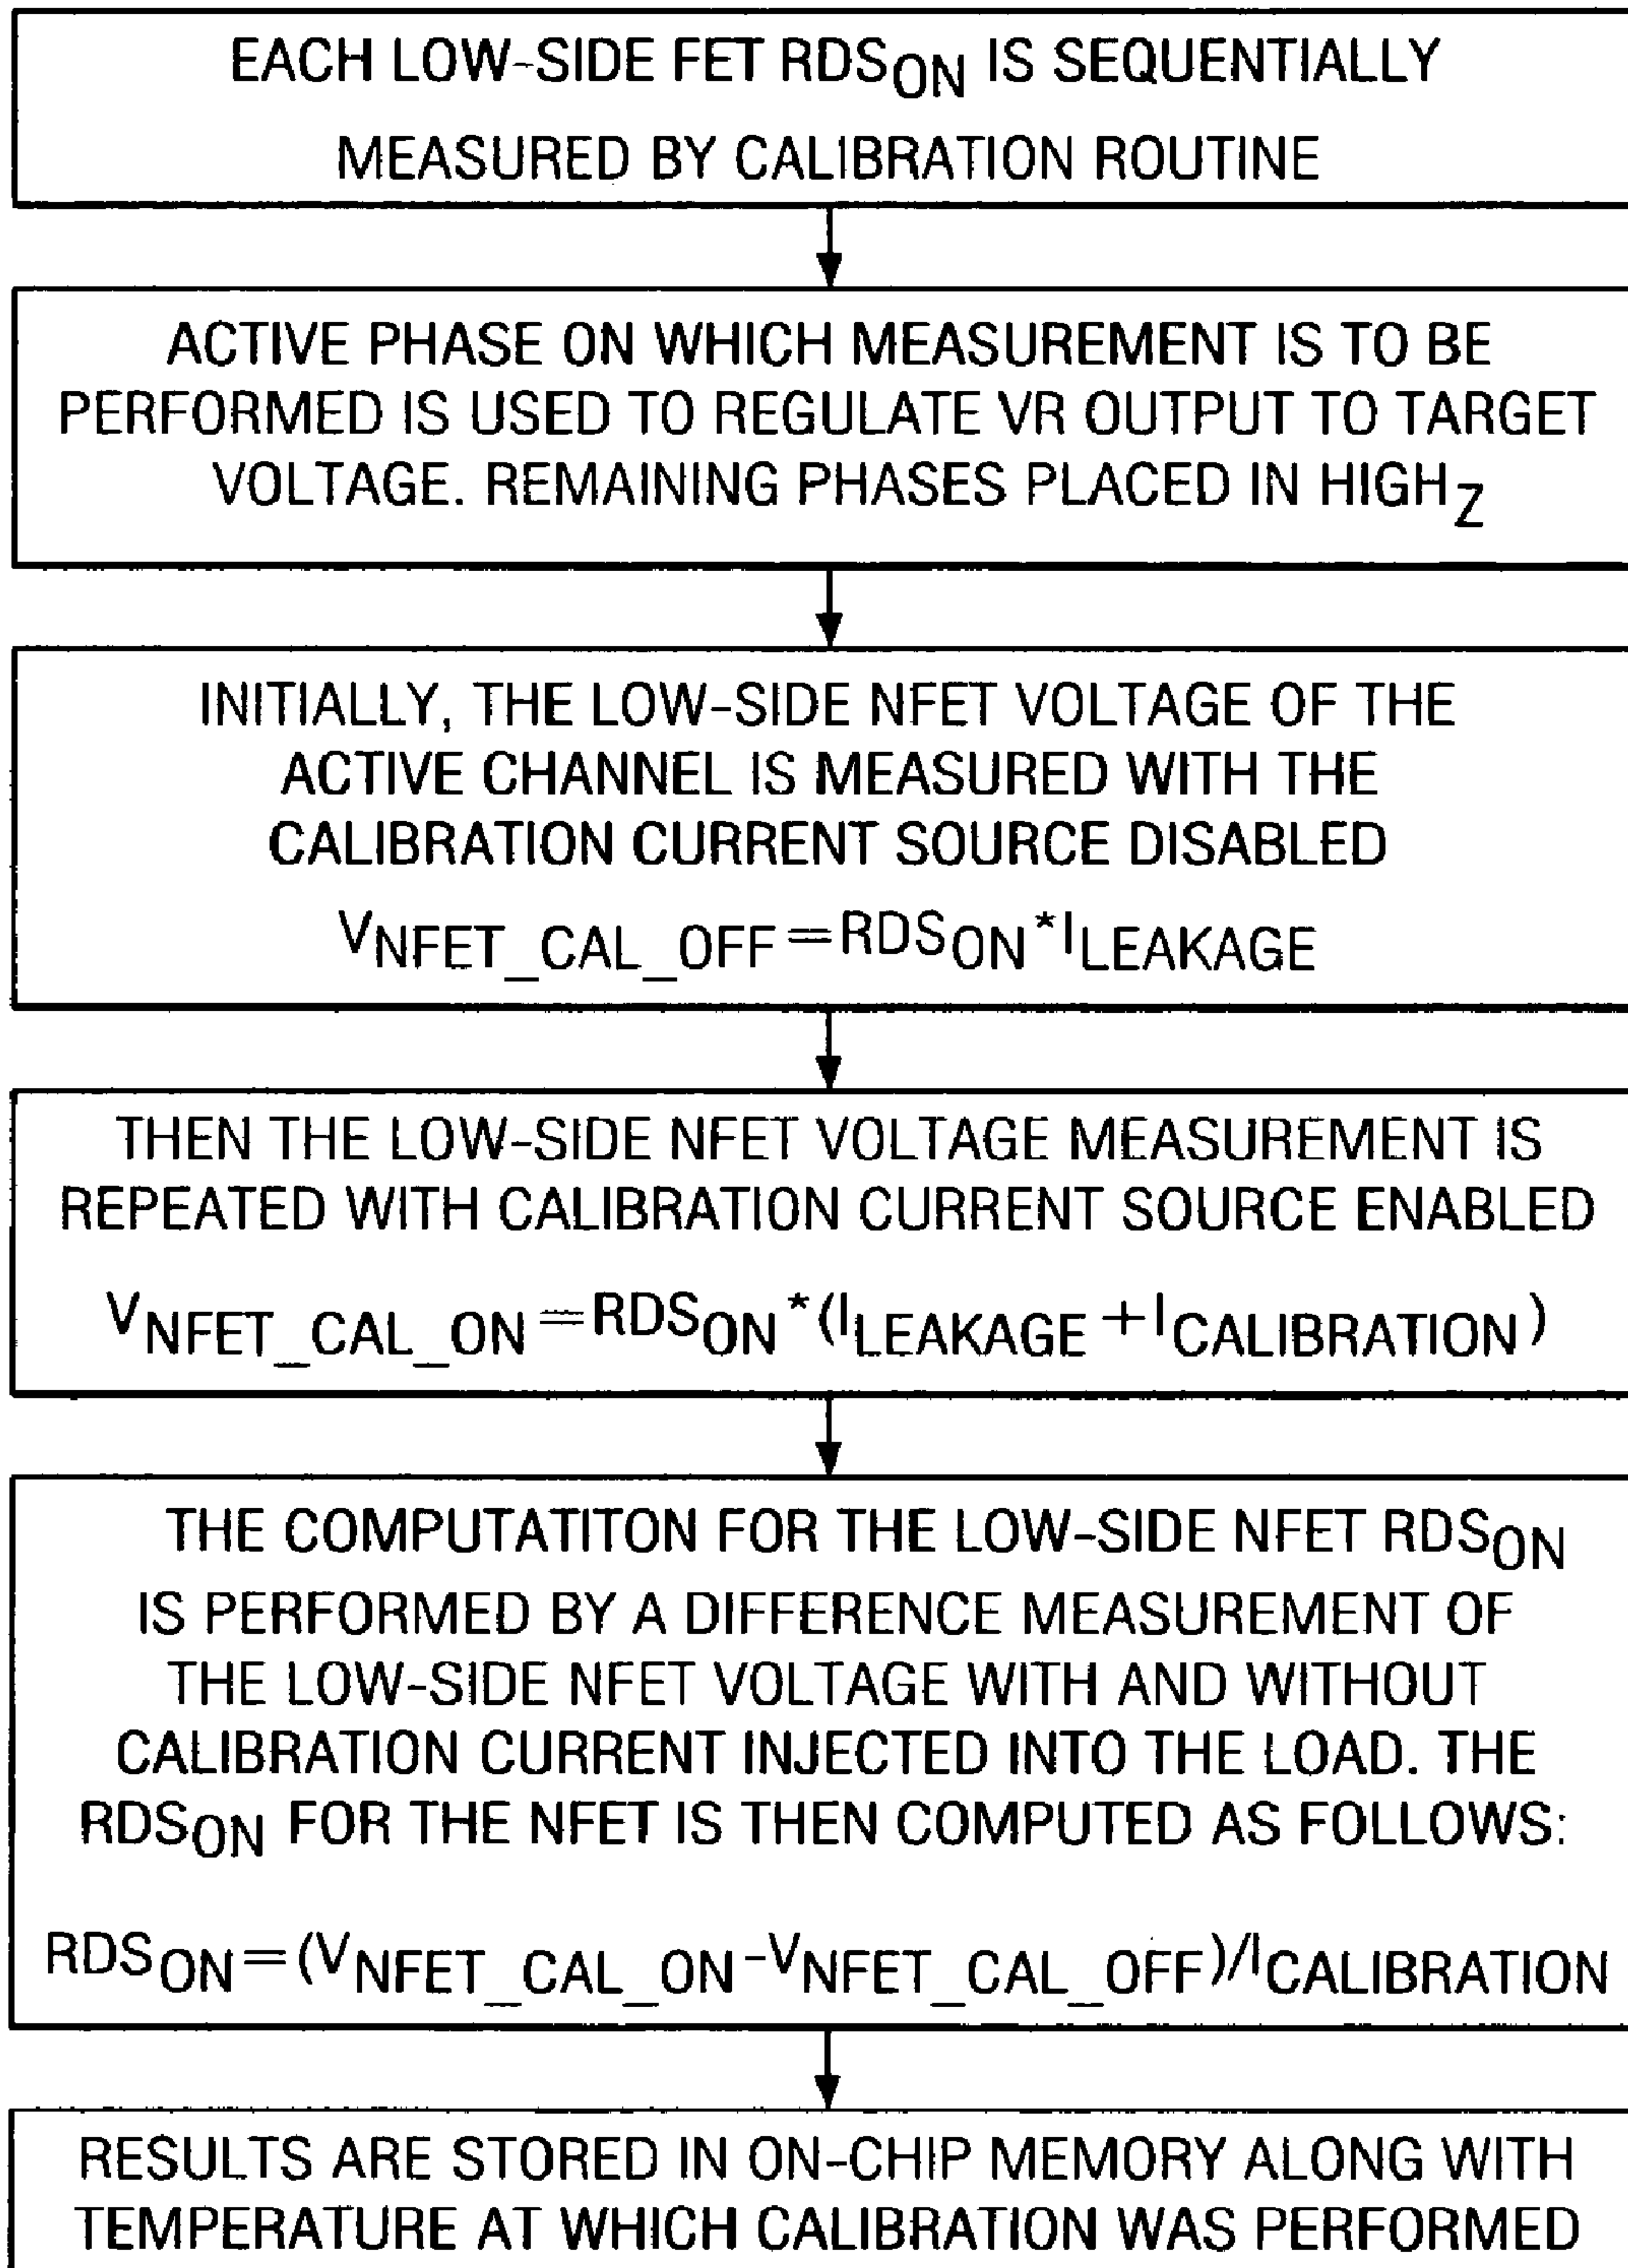 EACH LOW-SIDE FET RDSON IS SEQUENTIALLY
MEASURED BY CALIBRATION ROUTINE
ACTIVE PHASE ON WHICH MEASUREMENT IS TO BE
PERFORMED IS USED TO REGULATE VR OUTPUT TO TARGET
VOLTAGE. REMAINING PHASES PLACED IN HIGHZ
INITIALLY, THE LOW-SIDE NFET VOLTAGE OF THE
ACTIVE CHANNEL IS MEASURED WITH THE
CALIBRATION CURRENT SOURCE DISABLED
VNFET_CAL_OFF=RDSON*ILEAKAGE
THEN THE LOW-SIDE NFET VOLTAGE MEASUREMENT IS
REPEATED WITH CALIBRATION CURRENT SOURCE ENABLED
VNFET_CAL_ON=RDSON*(ILEAKAGE+ICALIBRATION)
THE COMPUTATITON FOR THE LOW-SIDE NFET RDSON
IS PERFORMED BY A DIFFERENCE MEASUREMENT OF
THE LOW-SIDE NFET VOLTAGE WITH AND WITHOUT
CALIBRATION CURRENT INJECTED INTO THE LOAD. THE
RDSON FOR THE NFET IS THEN COMPUTED AS FOLLOWS:
RDSON=(VNFET_CAL_ON-VNFET_CAL_OFF)/ICALIBRATION
RESULTS ARE STORED IN ON-CHIP MEMORY ALONG WITH
TEMPERATURE AT WHICH CALIBRATION WAS PERFORMED